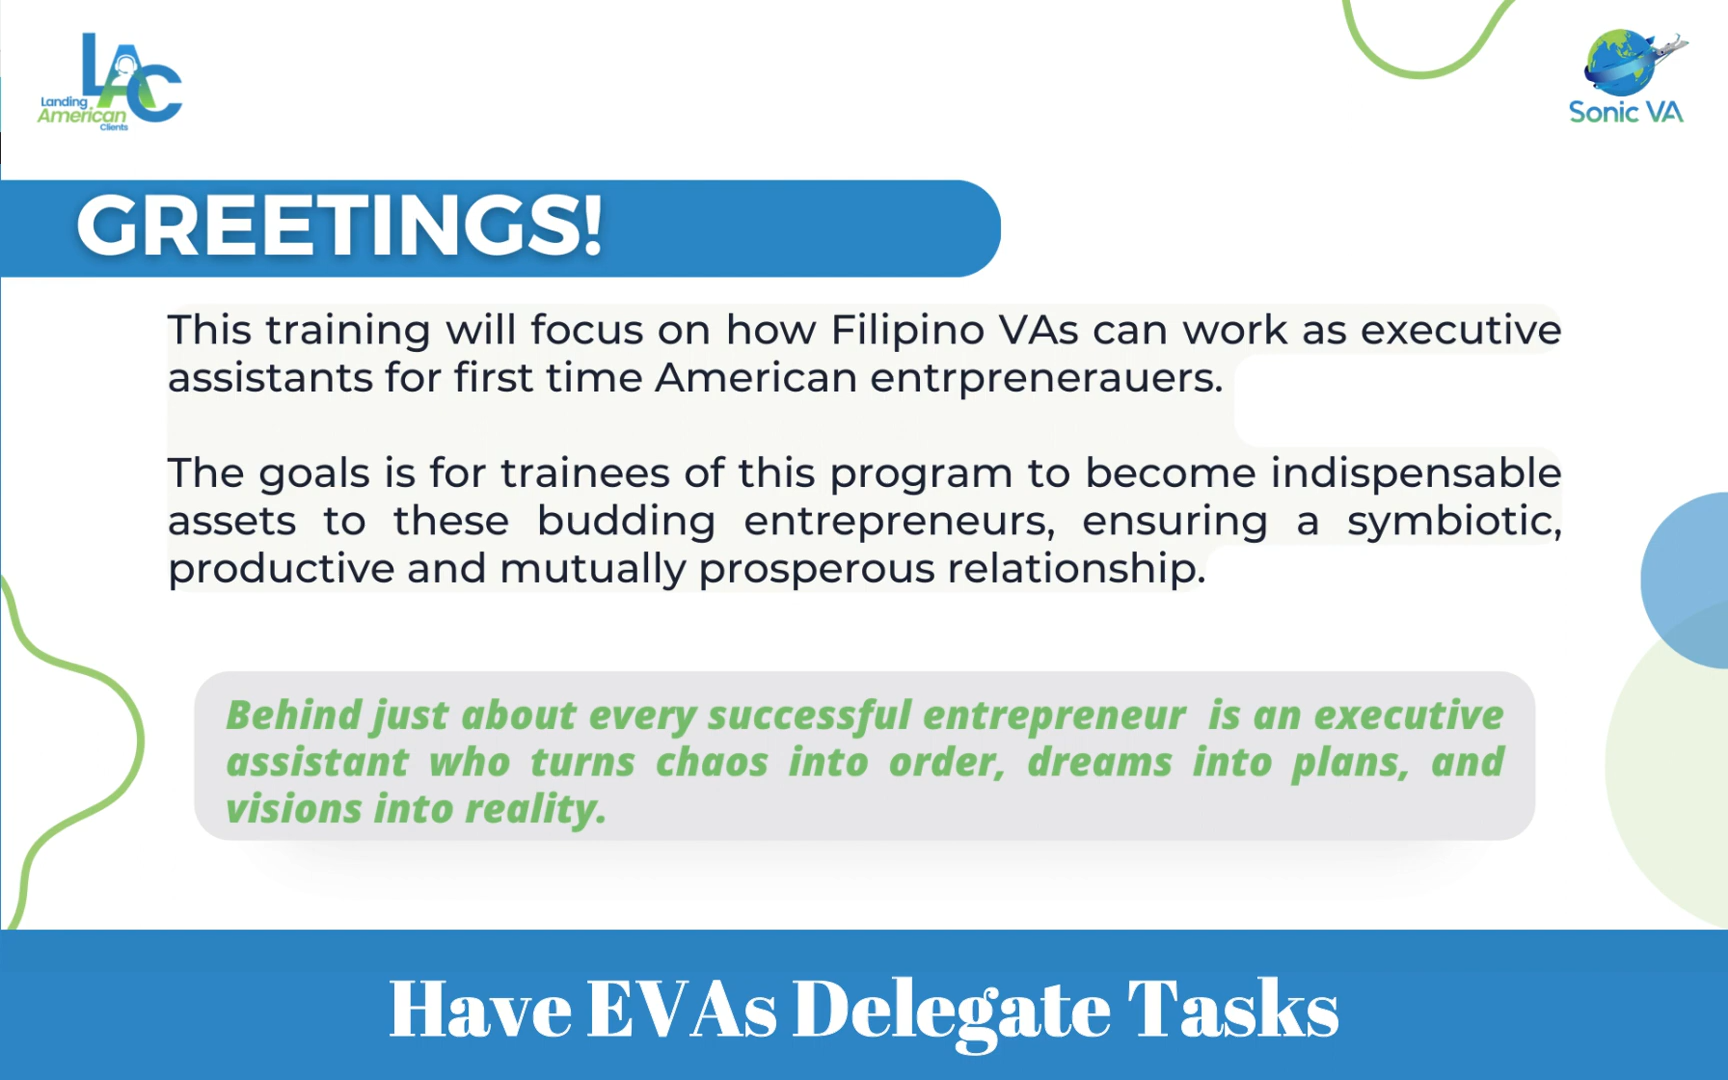 LAC
Landing
American
Clients
Sonic VA
GREETINGS!
This training will focus on how Filipino VAs can work as executive
assistants for first time American entrprenerauers.
The goals is for trainees of this program to become indispensable
assets to these budding entrepreneurs, ensuring a symbiotic,
productive and mutually prosperous relationship.
Behind just about every successful entrepreneur is an executive
assistant who turns chaos into order, dreams into plans, and
visions into reality.
Have EVAs Delegate Tasks